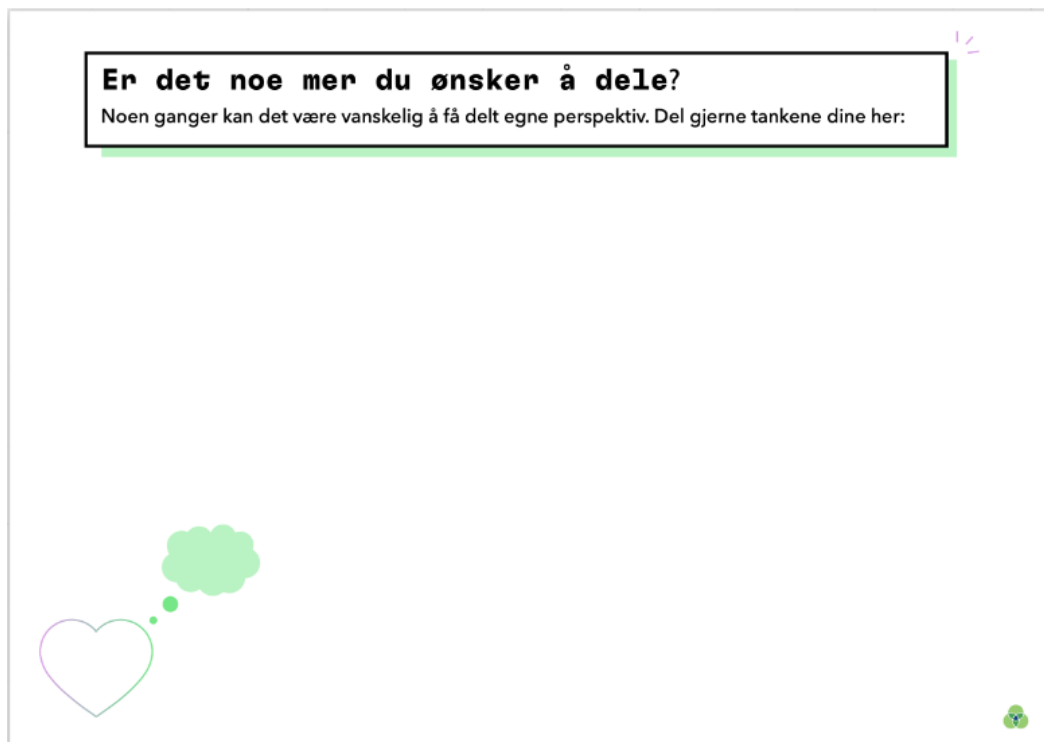 Er det noe mer du ønsker å dele?
Noen ganger kan det være vanskelig å få delt egne perspektiv. Del gjerne tankene dine her: